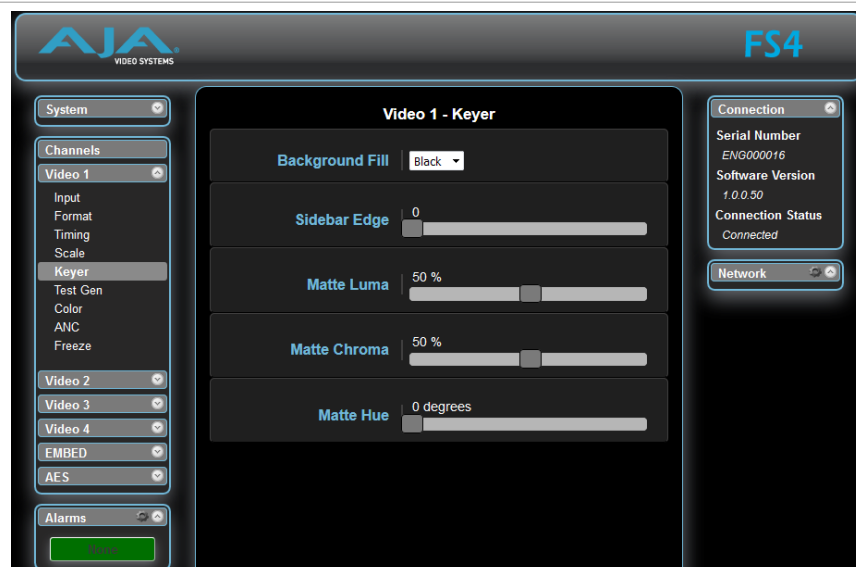 AJA
VIDEO SYSTEMS
FS4
System
Channels
Video 1
Input
Format
Timing
Scale
Keyer
Test Gen
Color
ANC
Freeze
Video 2
Video 3
Video 4
EMBED
AES
Alarms
None
Video 1 - Keyer
Background Fill
Black
Sidebar Edge
0
Matte Luma
50 %
Matte Chroma
50 %
Matte Hue
0 degrees
Connection
Serial Number
ENG000016
Software Version
1.0.0.50
Connection Status
Connected
Network